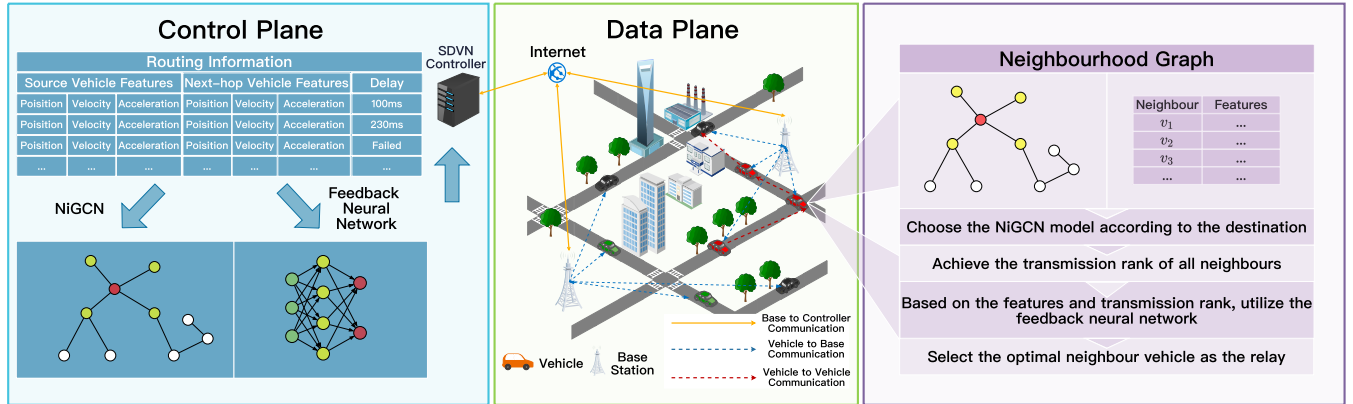 Control Plane
Routing Information
Source Vehicle Features Next-hop Vehicle Features Delay
Poisition Velocity Acceleration Poisition Velocity Acceleration 100ms
Poisition Velocity Acceleration Poisition Velocity Acceleration 230ms
Poisition Velocity Acceleration Poisition Velocity Acceleration Failed
... ... ... ... ... ... ...
SDVN
Controller
NiGCN
Feedback
Neural
Network
Data Plane
Internet
Vehicle
Base
Station
Base to Controller
Communication
Vehicle to Base
Communication
Vehicle to Vehicle
Communication
Neighbourhood Graph
Neighbour Features
v₁ ...
v₂ ...
v₃ ...
... ...
Choose the NiGCN model according to the destination
Achieve the transmission rank of all neighbours
Based on the features and transmission rank, utilize the
feedback neural network
Select the optimal neighbour vehicle as the relay